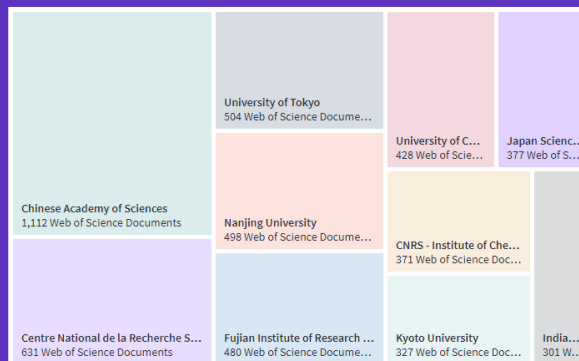 Chinese Academy of Sciences
1,112 Web of Science Documents
Centre National de la Recherche S...
631 Web of Science Documents
University of Tokyo
504 Web of Science Docume...
Nanjing University
498 Web of Science Docume...
Fujian Institute of Research ...
480 Web of Science Docume...
University of C...
428 Web of Scie...
Japan Scienc...
377 Web of S...
CNRS - Institute of Che...
371 Web of Science Doc...
Kyoto University
327 Web of Science Doc...
India...
301 W...